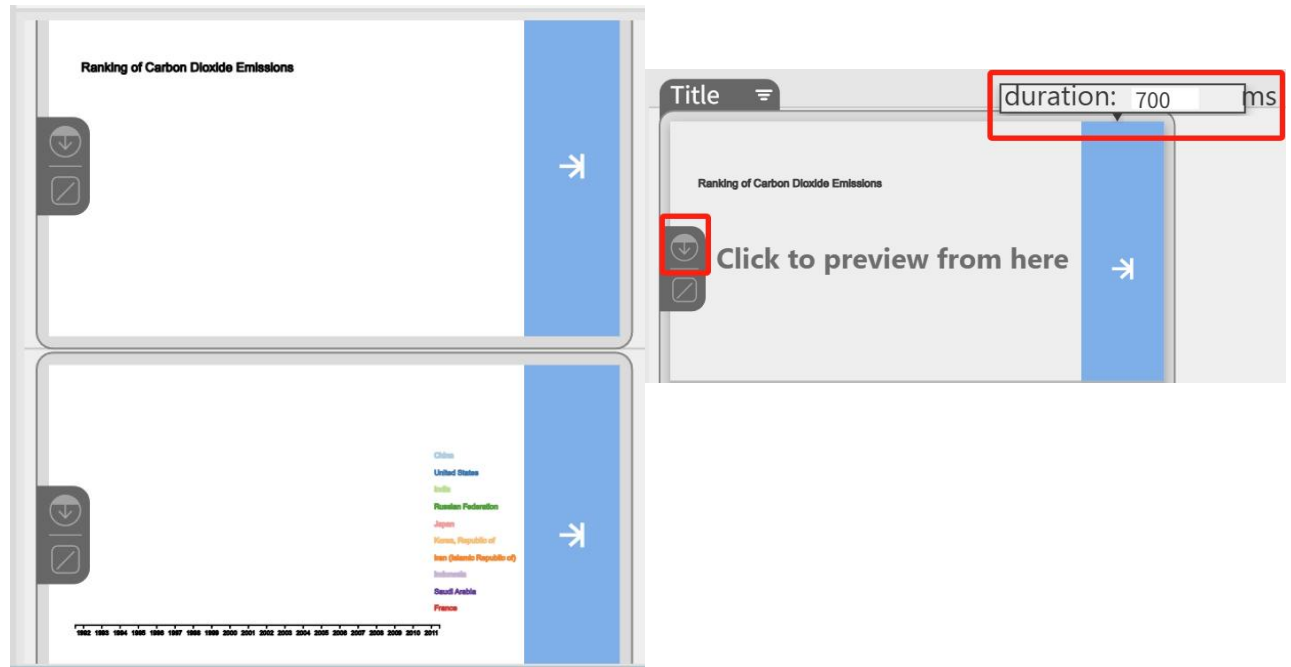 Ranking of Carbon Dioxide Emissions
China
United States
India
Russian Federation
Japan
Korea, Republic of
Iran (Islamic Republic of)
Indonesia
Saudi Arabia
France
1992 1993 1994 1995 1996 1997 1998 1999 2000 2001 2002 2003 2004 2005 2006 2007 2008 2009 2010 2011
Title
duration: 700 ms
Ranking of Carbon Dioxide Emissions
Click to preview from here